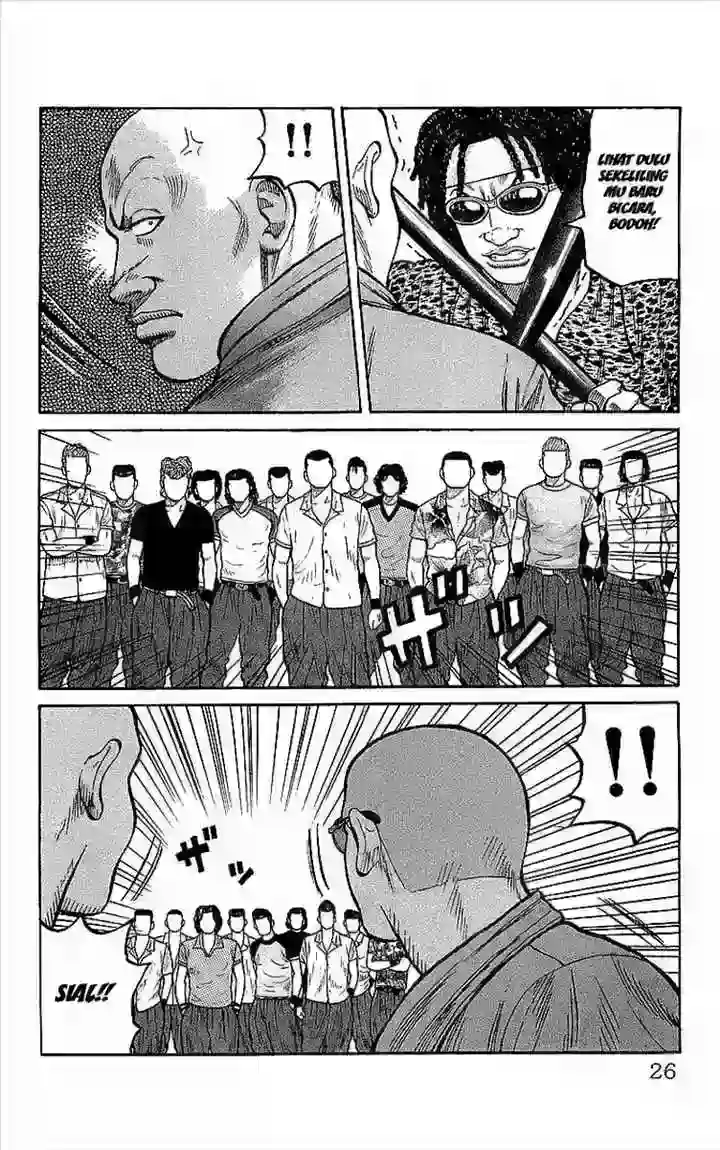 !!
LIHAT DULU
SEKELILING
MU BARU
BICARA,
BODOH!
ザッ
ザッ
!!
SIAL!!
26